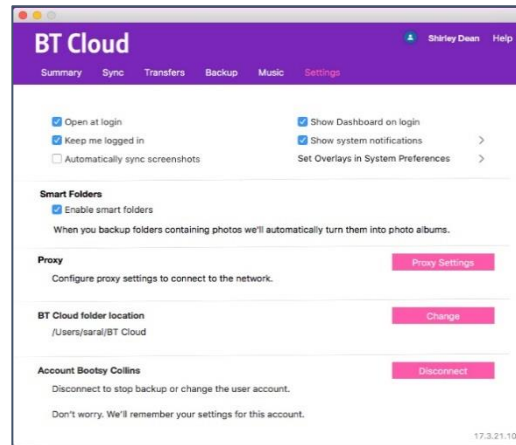 BT Cloud
Shirley Dean Help
Summary Sync Transfers Backup Music Settings
Open at login Show Dashboard on login
Keep me logged in Show system notifications
Automatically sync screenshots Set Overlays in System Preferences
Smart Folders
Enable smart folders
When you backup folders containing photos we'll automatically turn them into photo albums.
Proxy Proxy Settings
Configure proxy settings to connect to the network.
BT Cloud folder location Change
/Users/saral/BT Cloud
Account Bootsy Collins Disconnect
Disconnect to stop backup or change the user account.
Don't worry. We'll remember your settings for this account.
17.3.21.10